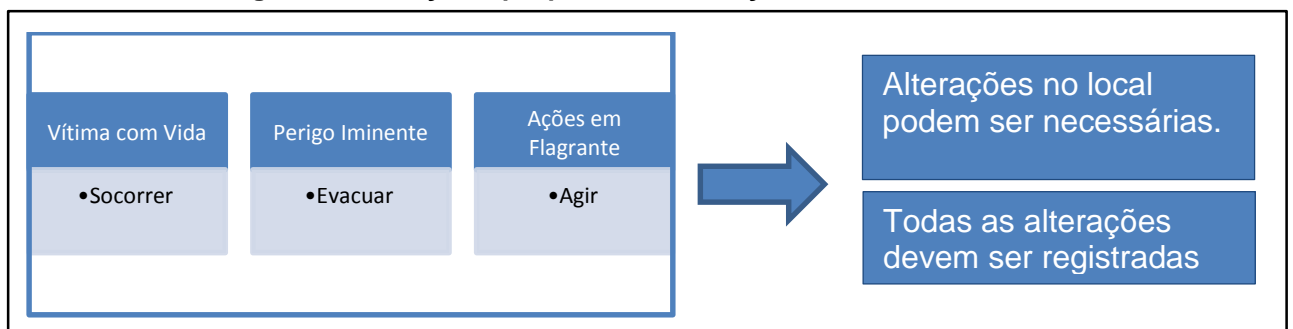 Vítima com Vida
•Socorrer
Perigo Iminente
•Evacuar
Ações em
Flagrante
•Agir
Alterações no local
podem ser necessárias.
Todas as alterações
devem ser registradas